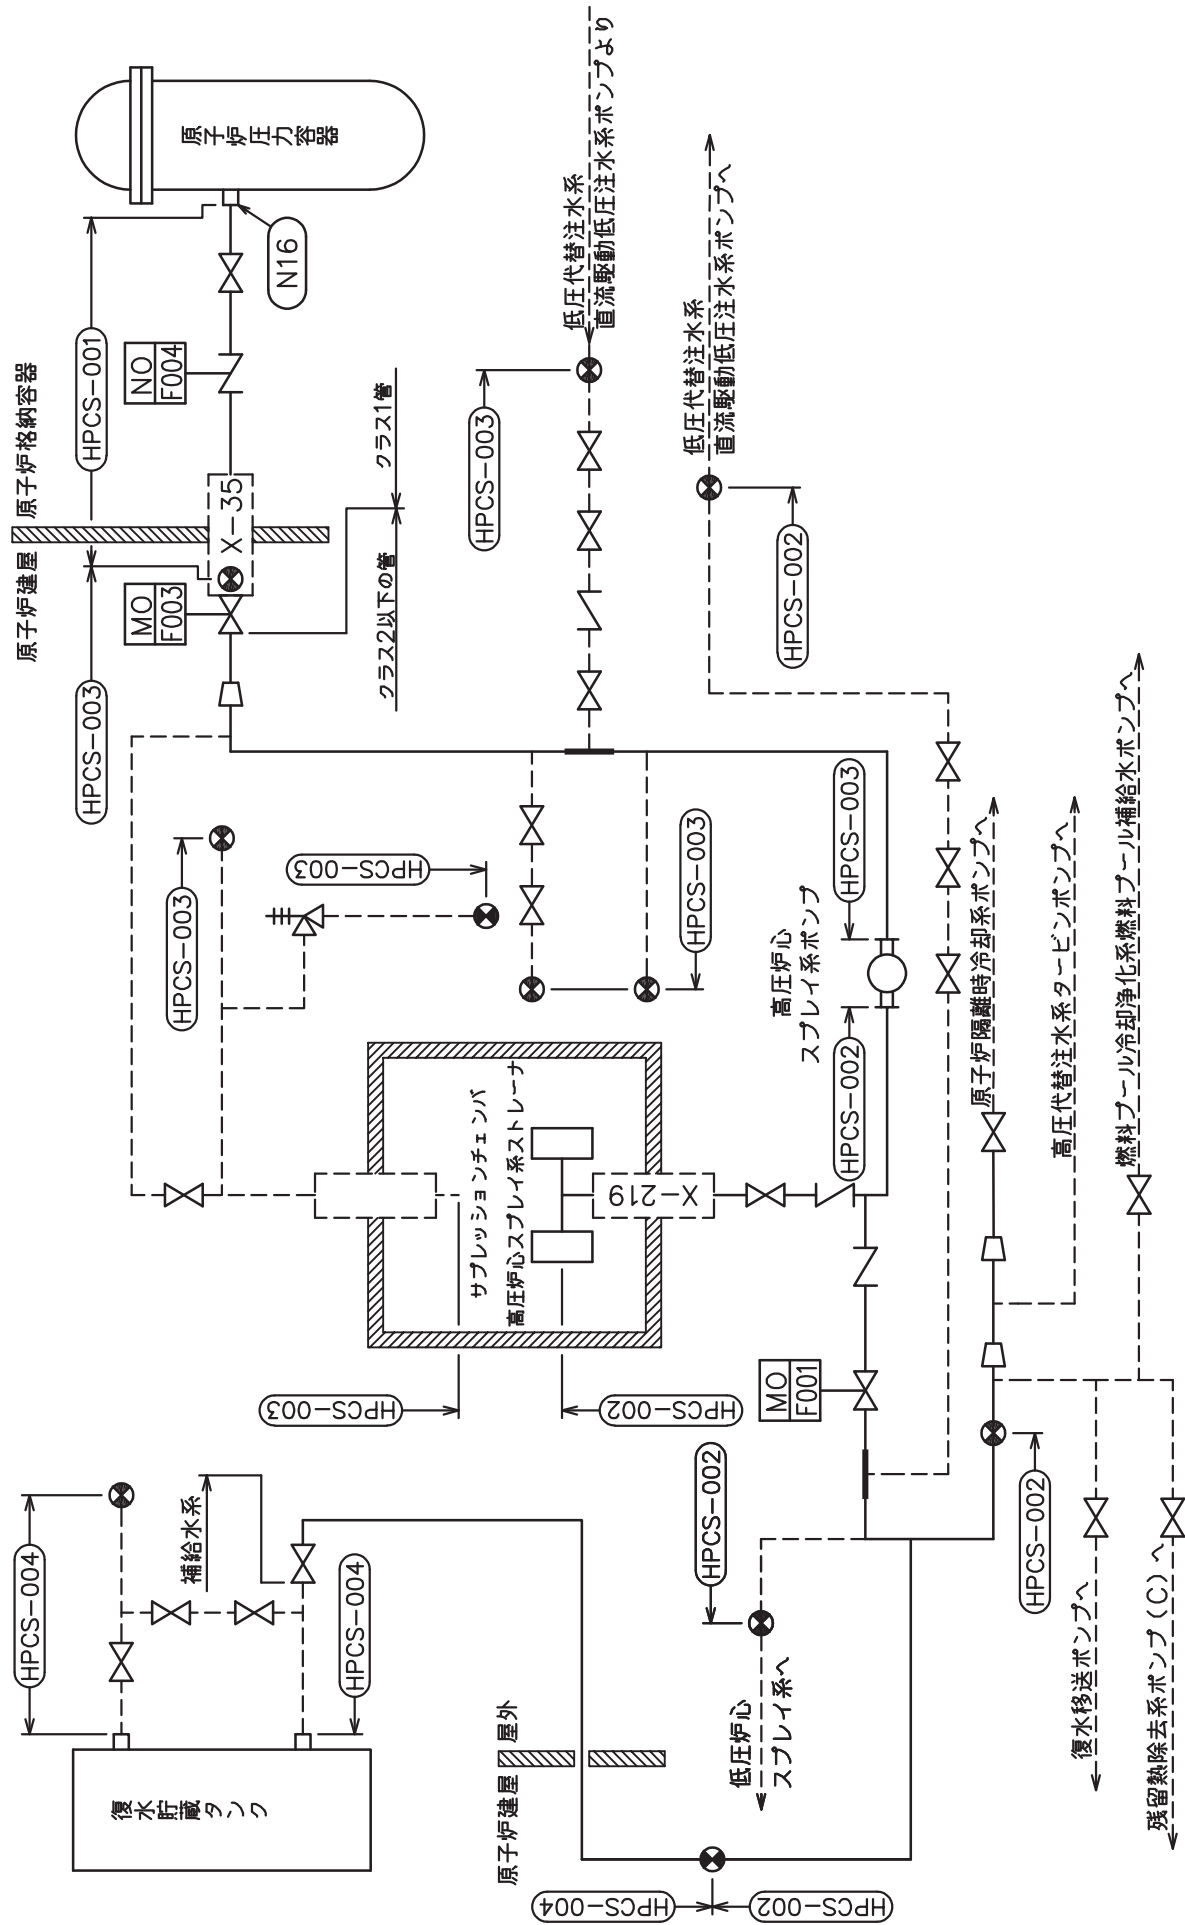 復水貯蔵タンク
HPCS-004
補給水系
HPCS-004
原子炉建屋 屋外
HPCS-004
HPCS-002
低圧炉心
スプレイ系へ
HPCS-002
復水移送ポンプへ
残留熱除去系ポンプ(C)へ
HPCS-002
MO
F001
HPCS-003
HPCS-002
サプレッションチェンバ
高圧炉心スプレイ系ストレーナ
X-219
HPCS-002
高圧炉心
スプレイ系ポンプ
HPCS-003
原子炉隔離時冷却系ポンプへ
高圧代替注水系タービンポンプへ
燃料プール冷却浄化系燃料プール補給水ポンプへ
HPCS-003
HPCS-003
HPCS-003
HPCS-003
原子炉建屋 原子炉格納容器
MO
F003
X-35
クラス2以下の管
クラス1管
HPCS-001
NO
F004
N16
原子炉圧力容器
HPCS-003
低圧代替注水系
直流駆動低圧注水系ポンプより
HPCS-002
低圧代替注水系
直流駆動低圧注水系ポンプへ